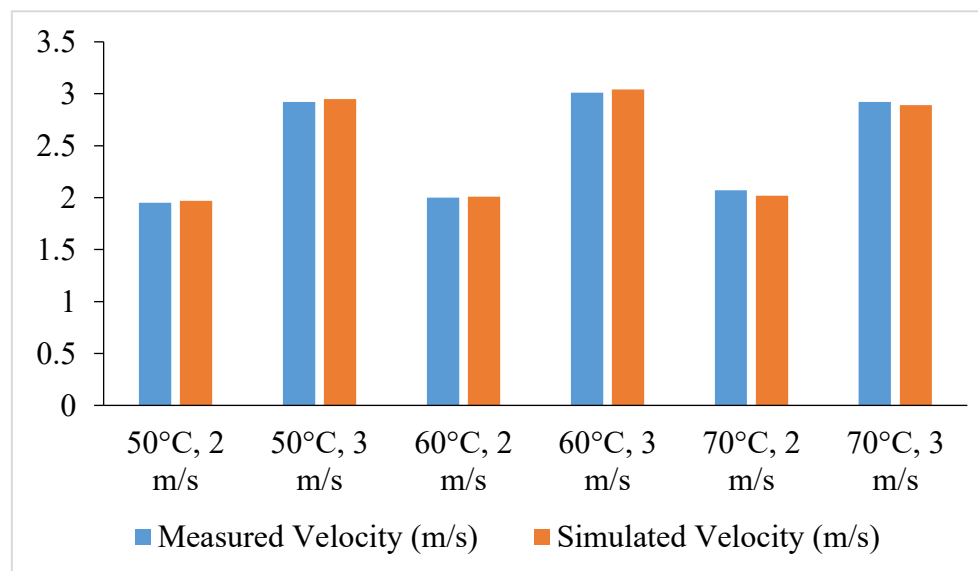 3.5
3
2.5
2
1.5
1
0.5
0
50°C, 2 m/s
50°C, 3 m/s
60°C, 2 m/s
60°C, 3 m/s
70°C, 2 m/s
70°C, 3 m/s
Measured Velocity (m/s)
Simulated Velocity (m/s)